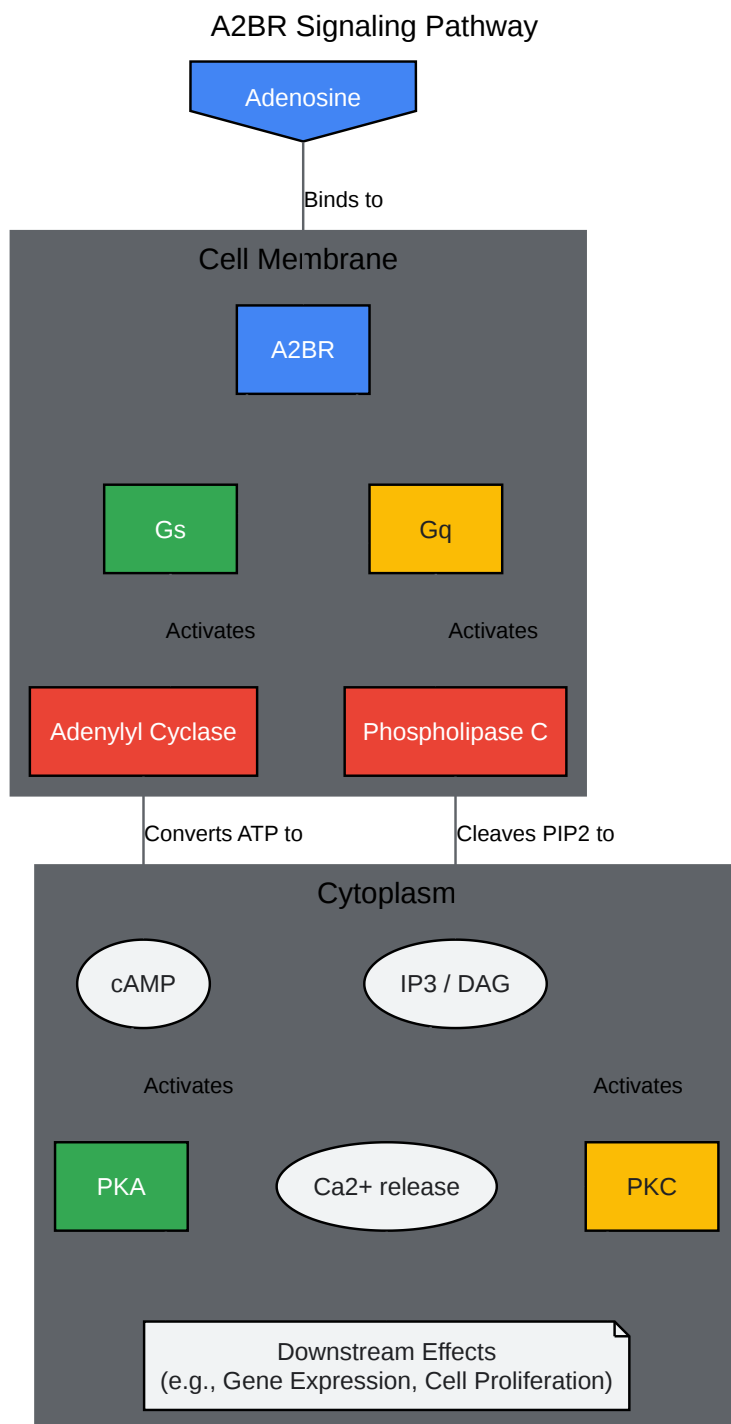 A2BR Signaling Pathway
Adenosine
Binds to
Cell Membrane
A2BR
Gs
Gq
Activates
Activates
Adenylyl Cyclase
Phospholipase C
Converts ATP to
Cleaves PIP2 to
Cytoplasm
cAMP
IP3 / DAG
Activates
Activates
PKA
Ca2+ release
PKC
Downstream Effects
(e.g., Gene Expression, Cell Proliferation)